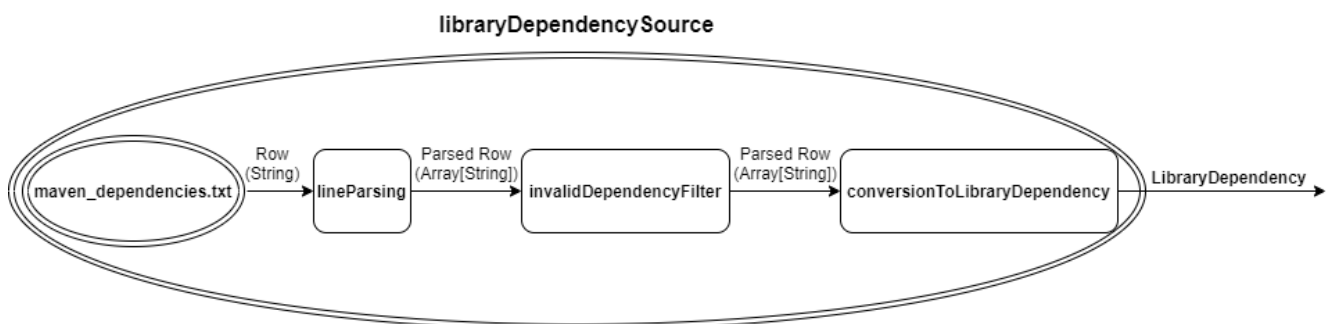 libraryDependencySource
maven_dependencies.txt
Row
(String)
lineParsing
Parsed Row
(Array[String])
invalidDependencyFilter
Parsed Row
(Array[String])
conversionToLibraryDependency
LibraryDependency